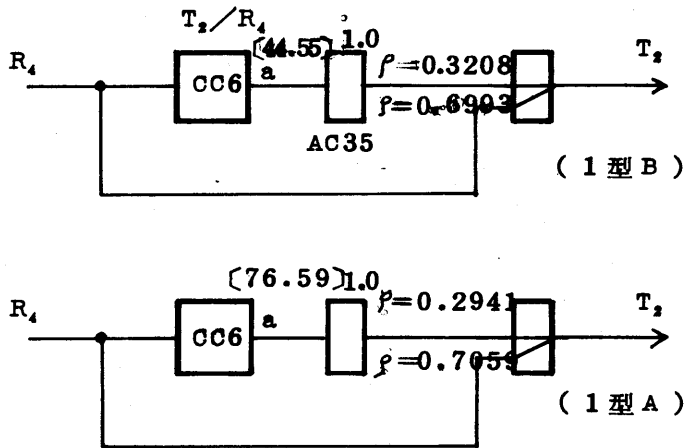 T₂/R₄
[44.55] 1.0
R₄ CC6 a ρ=0.3208 T₂
ρ=0.6903
AC35
(1型B)
[76.59] 1.0
R₄ CC6 a ρ=0.2941 T₂
ρ=0.7059
(1型A)